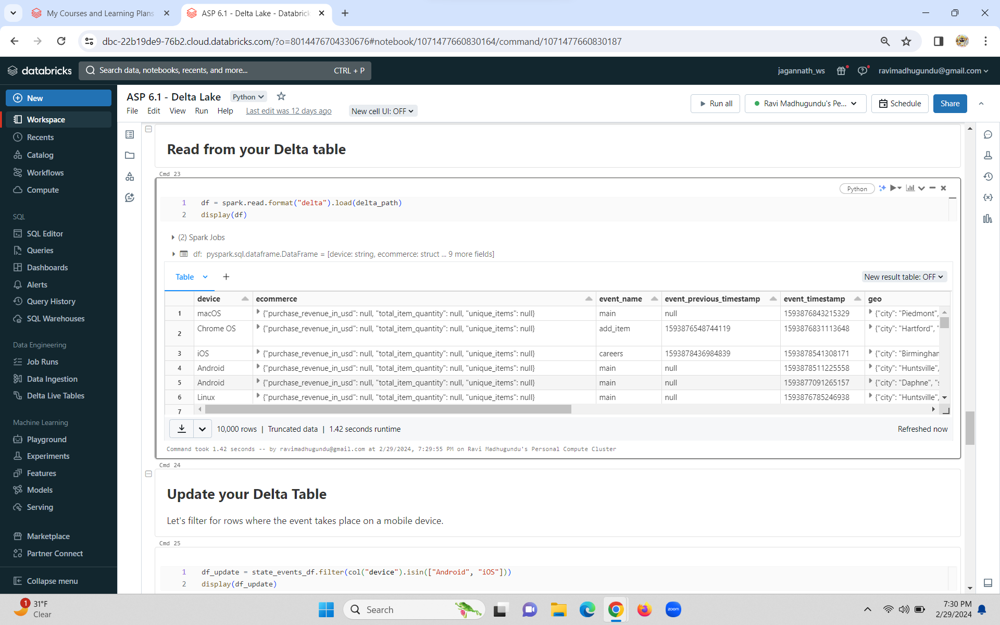 My Courses and Learning Plans
ASP 6.1 - Delta Lake - Databrick
dbc-22b19de9-76b2.cloud.databricks.com/?o=8014476704330676#notebook/1071477660830164/command/1071477660830187
databricks
Search data, notebooks, recents, and more...
CTRL + P
jagannath_ws
ravimadhugundu@gmail.com
New
Workspace
Recents
Catalog
Workflows
Compute
SQL
SQL Editor
Queries
Dashboards
Alerts
Query History
SQL Warehouses
Data Engineering
Job Runs
Data Ingestion
Delta Live Tables
Machine Learning
Playground
Experiments
Features
Models
Serving
Marketplace
Partner Connect
Collapse menu
ASP 6.1 - Delta Lake
Python
File Edit View Run Help Last edit was 12 days ago New cell UI: OFF
Run all
Ravi Madhugundu's Pe...
Schedule
Share
Read from your Delta table
Cmd 23
Python
1 df = spark.read.format("delta").load(delta_path)
2 display(df)
(2) Spark Jobs
df: pyspark.sql.dataframe.DataFrame = [device: string, ecommerce: struct ... 9 more fields]
Table
New result table: OFF
device ecommerce event_name event_previous_timestamp event_timestamp geo
1 macOS {"purchase_revenue_in_usd": null, "total_item_quantity": null, "unique_items": null} main null 1593876843215329 {"city": "Piedmont",
2 Chrome OS {"purchase_revenue_in_usd": null, "total_item_quantity": null, "unique_items": null} add_item 1593876548744119 1593876831113648 {"city": "Hartford", "
3 iOS {"purchase_revenue_in_usd": null, "total_item_quantity": null, "unique_items": null} careers 1593878436984839 1593878541308171 {"city": "Birmingham
4 Android {"purchase_revenue_in_usd": null, "total_item_quantity": null, "unique_items": null} main null 1593878511225558 {"city": "Huntsville",
5 Android {"purchase_revenue_in_usd": null, "total_item_quantity": null, "unique_items": null} main null 1593877091265157 {"city": "Daphne", "s
6 Linux {"purchase_revenue_in_usd": null, "total_item_quantity": null, "unique_items": null} main null 1593876785246938 {"city": "Huntsville",
7
10,000 rows | Truncated data | 1.42 seconds runtime
Refreshed now
Command took 1.42 seconds -- by ravimadhugundu@gmail.com at 2/29/2024, 7:29:55 PM on Ravi Madhugundu's Personal Compute Cluster
Cmd 24
Update your Delta Table
Let's filter for rows where the event takes place on a mobile device.
Cmd 25
1 df_update = state_events_df.filter(col("device").isin(["Android", "iOS"]))
2 display(df_update)
1
31°F
Clear
Search
zoom
7:30 PM
2/29/2024